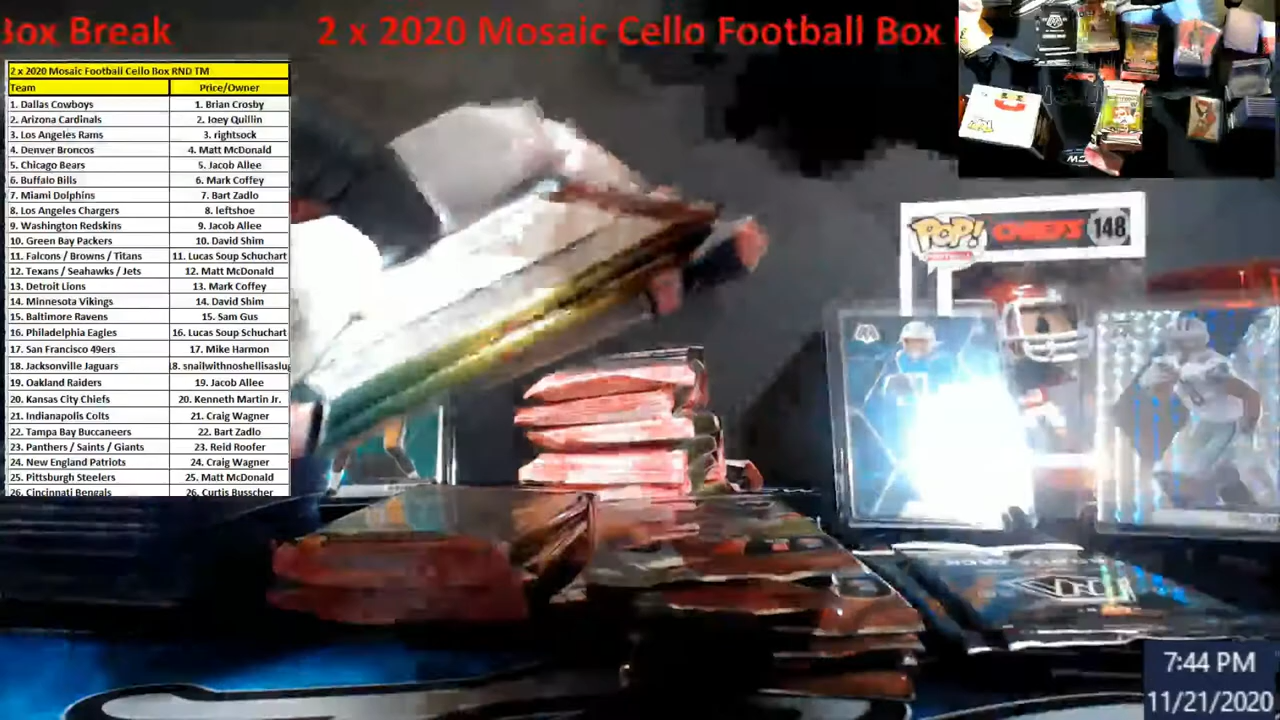 Box Break 2 x 2020 Mosaic Cello Football Box
2 x 2020 Mosaic Football Cello Box RND TM
Team Price/Owner
1. Dallas Cowboys 1. Brian Crosby
2. Arizona Cardinals 2. Joey Quillin
3. Los Angeles Rams 3. rightsock
4. Denver Broncos 4. Matt McDonald
5. Chicago Bears 5. Jacob Allee
6. Buffalo Bills 6. Mark Coffey
7. Miami Dolphins 7. Bart Zadlo
8. Los Angeles Chargers 8. leftshoe
9. Washington Redskins 9. Jacob Allee
10. Green Bay Packers 10. David Shim
11. Falcons / Browns / Titans 11. Lucas Soup Schuchart
12. Texans / Seahawks / Jets 12. Matt McDonald
13. Detroit Lions 13. Mark Coffey
14. Minnesota Vikings 14. David Shim
15. Baltimore Ravens 15. Sam Gus
16. Philadelphia Eagles 16. Lucas Soup Schuchart
17. San Francisco 49ers 17. Mike Harmon
18. Jacksonville Jaguars 18. snailwithnoshellisaslug
19. Oakland Raiders 19. Jacob Allee
20. Kansas City Chiefs 20. Kenneth Martin Jr.
21. Indianapolis Colts 21. Craig Wagner
22. Tampa Bay Buccaneers 22. Bart Zadlo
23. Panthers / Saints / Giants 23. Reid Roofer
24. New England Patriots 24. Craig Wagner
25. Pittsburgh Steelers 25. Matt McDonald
26. Cincinnati Bengals 26. Curtis Busscher
POP! CHIEFS 148
7:44 PM
11/21/2020